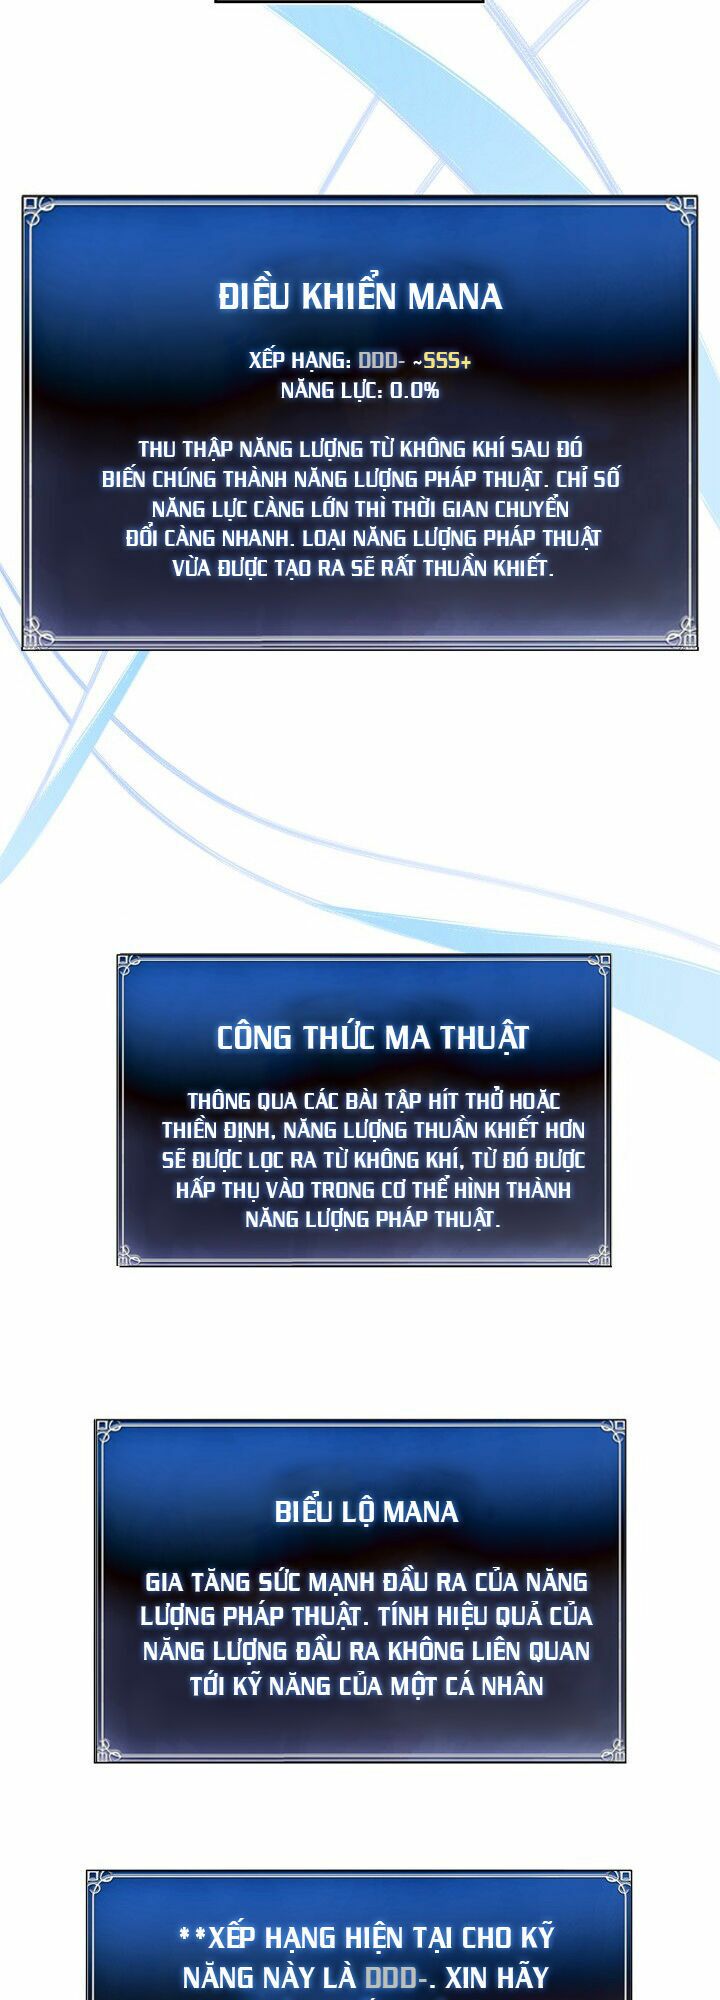 ĐIỀU KHIỂN MANA
XẾP HẠNG: DDD- ~SSS+
NĂNG LỰC: 0.0%
THU THẬP NĂNG LƯỢNG TỪ KHÔNG KHÍ SAU ĐÓ
BIẾN CHÚNG THÀNH NĂNG LƯỢNG PHÁP THUẬT. CHỈ SỐ
NĂNG LỰC CÀNG LỚN THÌ THỜI GIAN CHUYỂN
ĐỔI CÀNG NHANH. LOẠI NĂNG LƯỢNG PHÁP THUẬT
VỪA ĐƯỢC TẠO RA SẼ RẤT THUẦN KHIẾT.
CÔNG THỨC MA THUẬT
THÔNG QUA CÁC BÀI TẬP HÍT THỞ HOẶC
THIỀN ĐỊNH, NĂNG LƯỢNG THUẦN KHIẾT HƠN
SẼ ĐƯỢC LỌC RA TỪ KHÔNG KHÍ, TỪ ĐÓ ĐƯỢC
HẤP THỤ VÀO TRONG CƠ THỂ HÌNH THÀNH
NĂNG LƯỢNG PHÁP THUẬT.
BIỂU LỘ MANA
GIA TĂNG SỨC MẠNH ĐẦU RA CỦA NĂNG
LƯỢNG PHÁP THUẬT. TÍNH HIỆU QUẢ CỦA
NĂNG LƯỢNG ĐẦU RA KHÔNG LIÊN QUAN
TỚI KỸ NĂNG CỦA MỘT CÁ NHÂN
**XẾP HẠNG HIỆN TẠI CHO KỸ
NĂNG NÀY LÀ DDD-. XIN HÃY